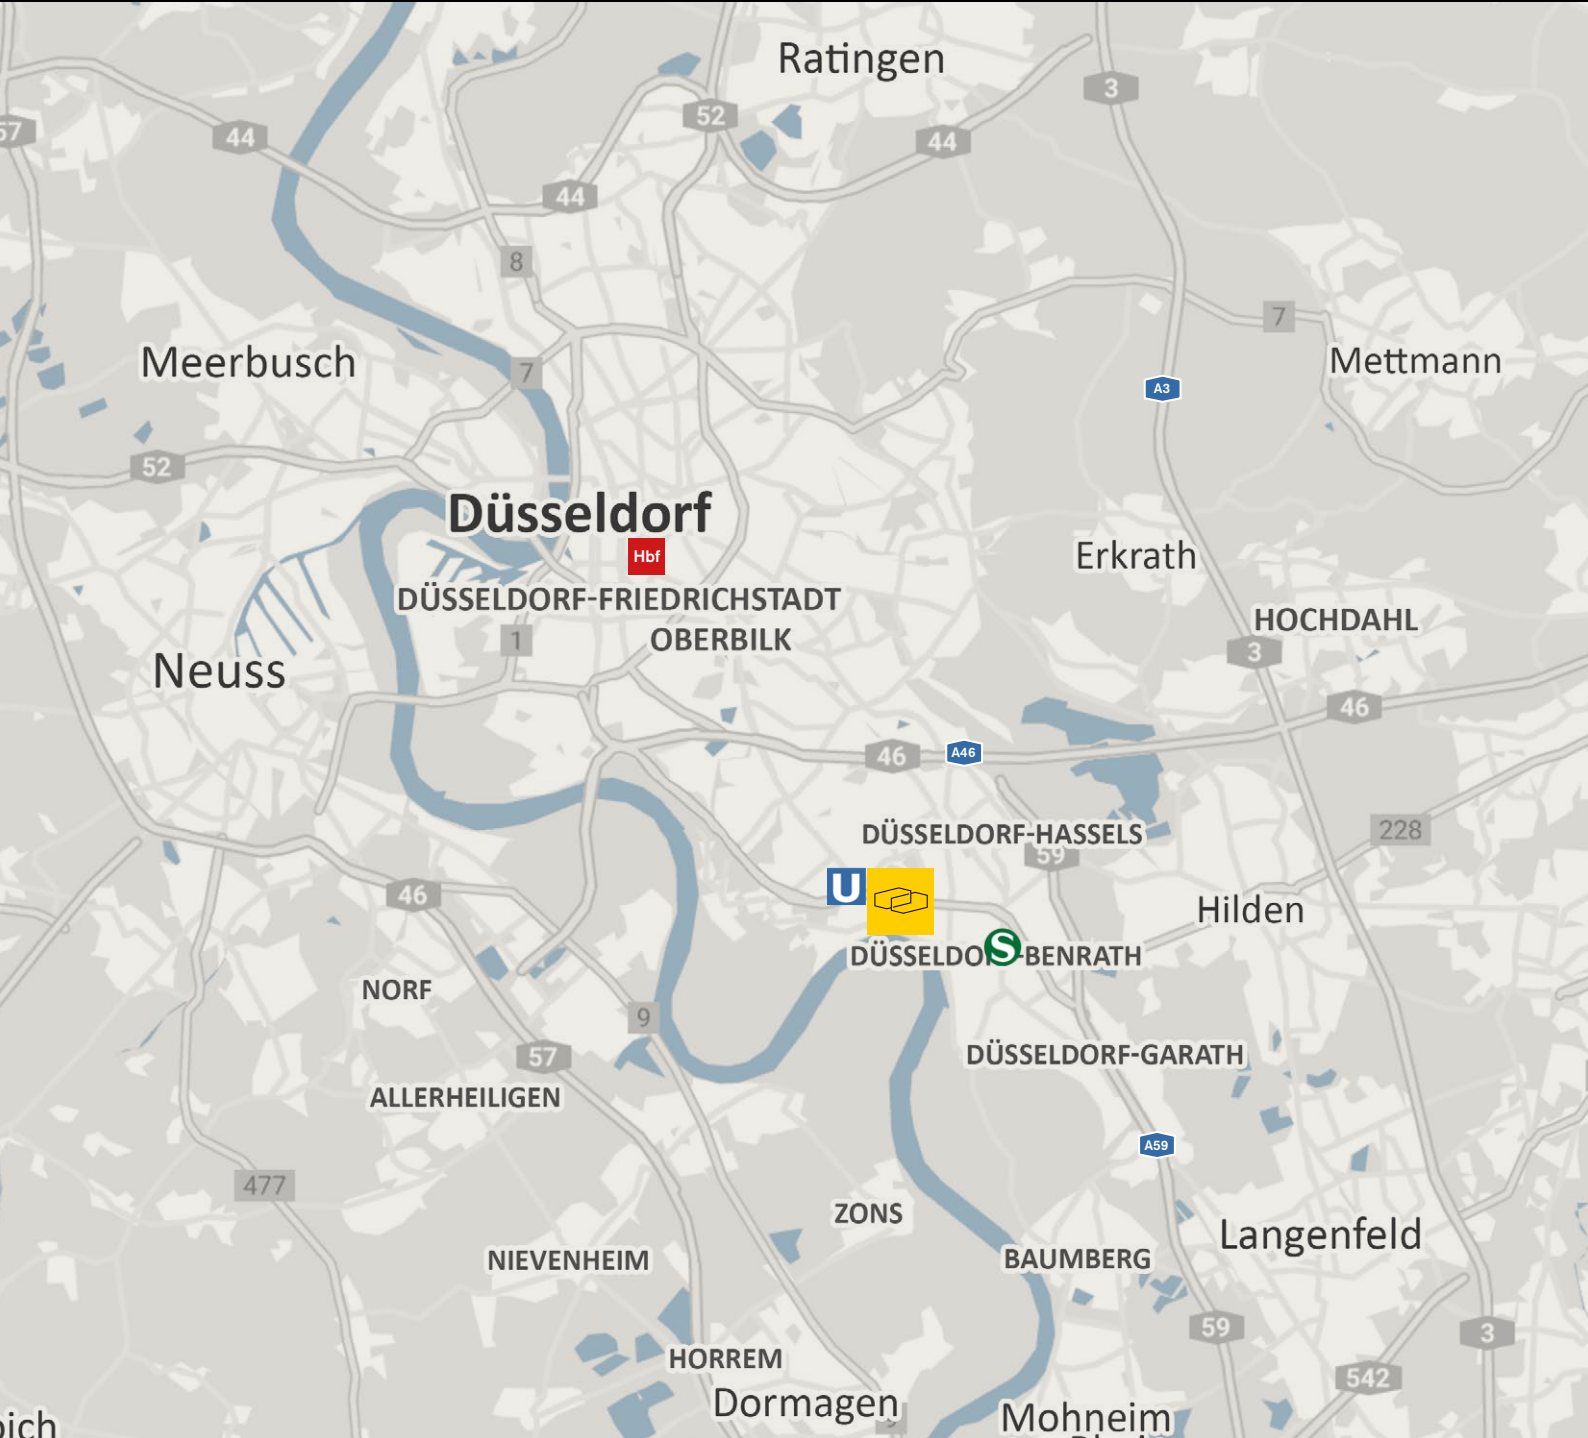 Ratingen
52
3
57
44
44
44
8
7
Meerbusch
7
Mettmann
A3
52
Düsseldorf
Hbf
Erkrath
DÜSSELDORF-FRIEDRICHSTADT
HOCHDAHL
1
OBERBILK
3
Neuss
46
46
A46
228
DÜSSELDORF-HASSELS
59
46
U
Hilden
S
NORF
9
57
DÜSSELDORF-GARATH
ALLERHEILIGEN
A59
477
ZONS
Langenfeld
NIEVENHEIM
BAUMBERG
59
3
HORREM
542
Dormagen
9
Mohneim